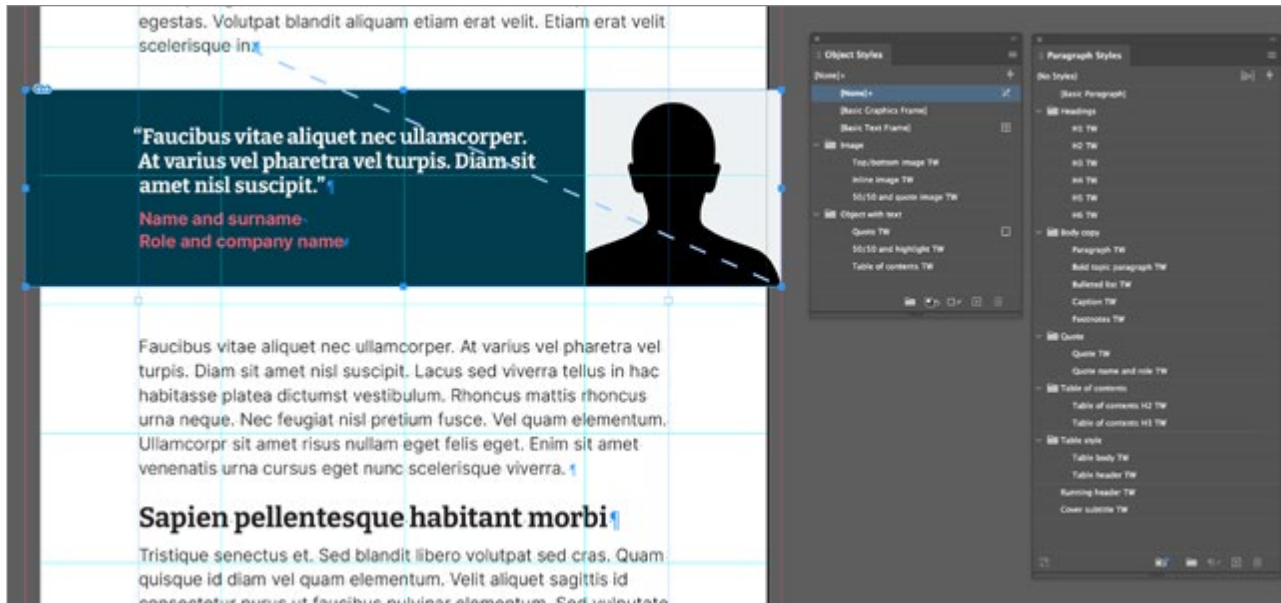 egestas. Volutpat blandit aliquam etiam erat velit. Etiam erat velit
scelerisque in.
“Faucibus vitae aliquet nec ullamcorper.
At varius vel pharetra vel turpis. Diam sit
amet nisl suscipit.”
Name and surname
Role and company name
Faucibus vitae aliquet nec ullamcorper. At varius vel pharetra vel
turpis. Diam sit amet nisl suscipit. Lacus sed viverra tellus in hac
habitasse platea dictumst vestibulum. Rhoncus mattis rhoncus
urna neque. Nec feugiat nisl pretium fusce. Vel quam elementum.
Ullamcorpr sit amet risus nullam eget felis eget. Enim sit amet
venenatis urna cursus eget nunc scelerisque viverra.
Sapien pellentesque habitant morbi
Tristique senectus et. Sed blandit libero volutpat sed cras. Quam
quisque id diam vel quam elementum. Velit aliquet sagittis id
consectetur purus ut faucibus pulvinar elementum. Sed vulputate
Object Styles
[None]+
[None]+
[Basic Graphics Frame]
[Basic Text Frame]
Image
Top/bottom image TW
Inline image TW
50/50 and quote image TW
Object with text
Quote TW
50/50 and highlight TW
Table of contents TW
Paragraph Styles
(No Styles)
[Basic Paragraph]
Headings
H1 TW
H2 TW
H3 TW
H4 TW
H5 TW
H6 TW
Body copy
Paragraph TW
Bold topic paragraph TW
Bulleted list TW
Caption TW
Footnotes TW
Quote
Quote TW
Quote name and role TW
Table of contents
Table of contents H2 TW
Table of contents H3 TW
Table style
Table body TW
Table header TW
Running header TW
Cover subtitle TW